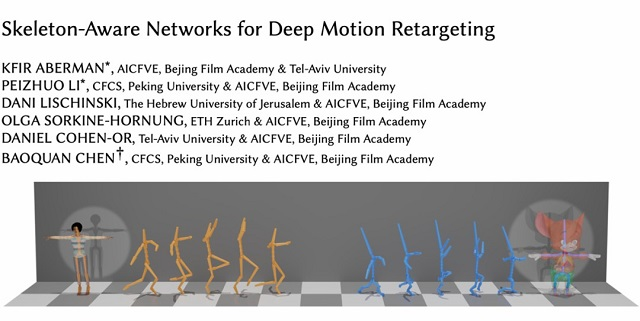 Skeleton-Aware Networks for Deep Motion Retargeting
KFIR ABERMAN*, AICFVE, Bejing Film Academy & Tel-Aviv University
PEIZHUO LI*, CFCS, Peking University & AICFVE, Beijing Film Academy
DANI LISCHINSKI, The Hebrew University of Jerusalem & AICFVE, Beijing Film Academy
OLGA SORKINE-HORNUNG, ETH Zurich & AICFVE, Beijing Film Academy
DANIEL COHEN-OR, Tel-Aviv University & AICFVE, Beijing Film Academy
BAOQUAN CHEN†, CFCS, Peking University & AICFVE, Beijing Film Academy